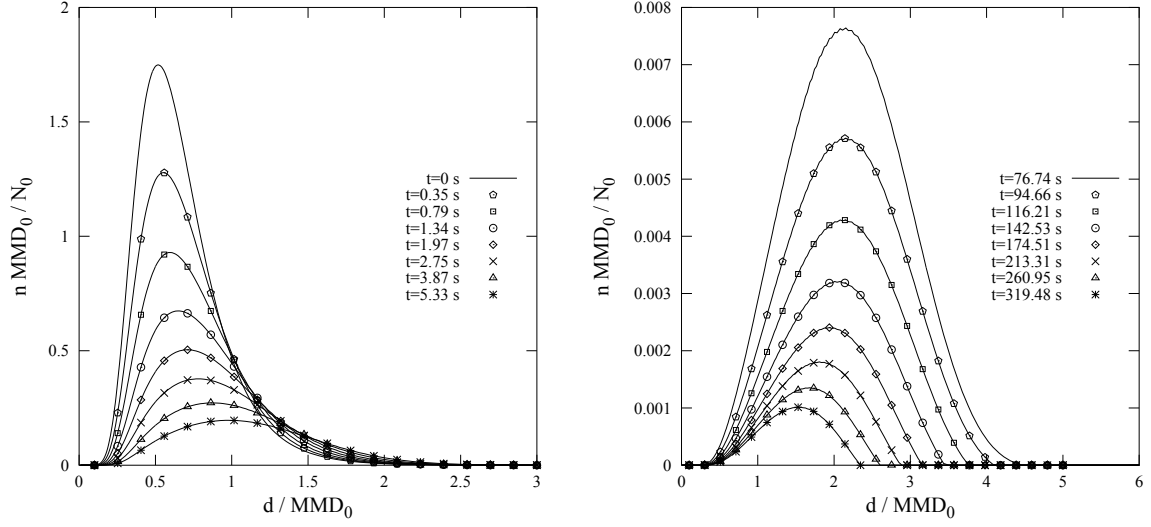 2
1.5
1
0.5
0
n MMD₀ / N₀
0 0.5 1 1.5 2 2.5 3
d / MMD₀
t=0 s
t=0.35 s
t=0.79 s
t=1.34 s
t=1.97 s
t=2.75 s
t=3.87 s
t=5.33 s
0.008
0.007
0.006
0.005
0.004
0.003
0.002
0.001
0
n MMD₀ / N₀
0 1 2 3 4 5 6
d / MMD₀
t=76.74 s
t=94.66 s
t=116.21 s
t=142.53 s
t=174.51 s
t=213.31 s
t=260.95 s
t=319.48 s